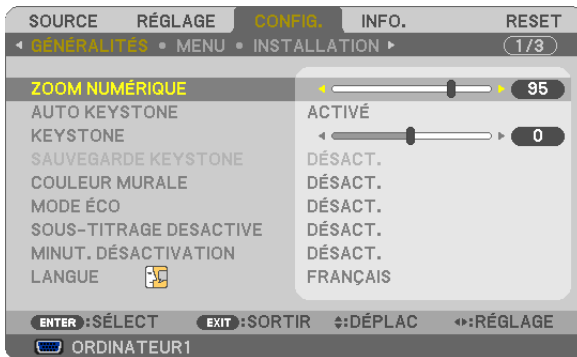 SOURCE RÉGLAGE CONFIG. INFO. RESET
GÉNÉRALITÉS • MENU • INSTALLATION 1/3
ZOOM NUMÉRIQUE 95
AUTO KEYSTONE ACTIVÉ
KEYSTONE 0
SAUVEGARDE KEYSTONE DÉSACT.
COULEUR MURALE DÉSACT.
MODE ÉCO DÉSACT.
SOUS-TITRAGE DESACTIVE DÉSACT.
MINUT. DÉSACTIVATION DÉSACT.
LANGUE FRANÇAIS
ENTER :SÉLECT EXIT :SORTIR :DÉPLAC :RÉGLAGE
ORDINATEUR1